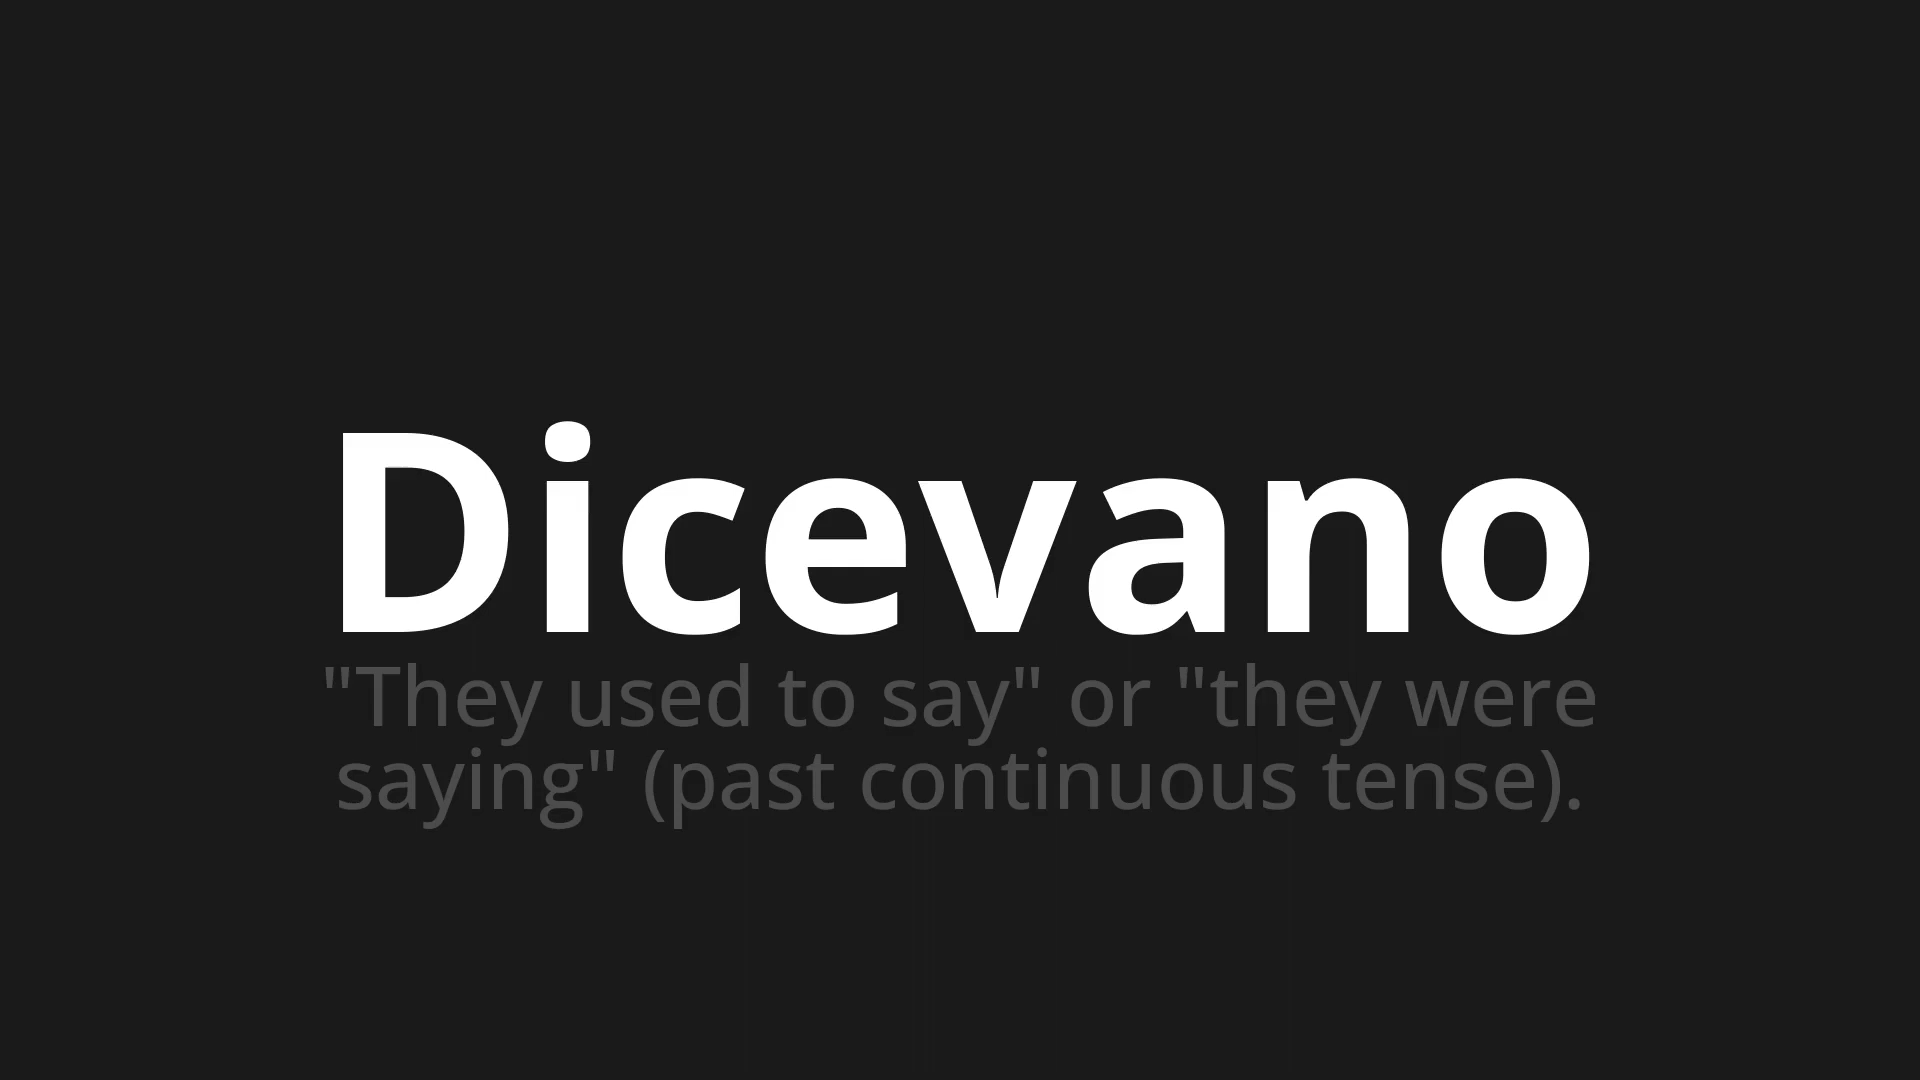 Dicevano
"They used to say" or "they were
saying" (past continuous tense).